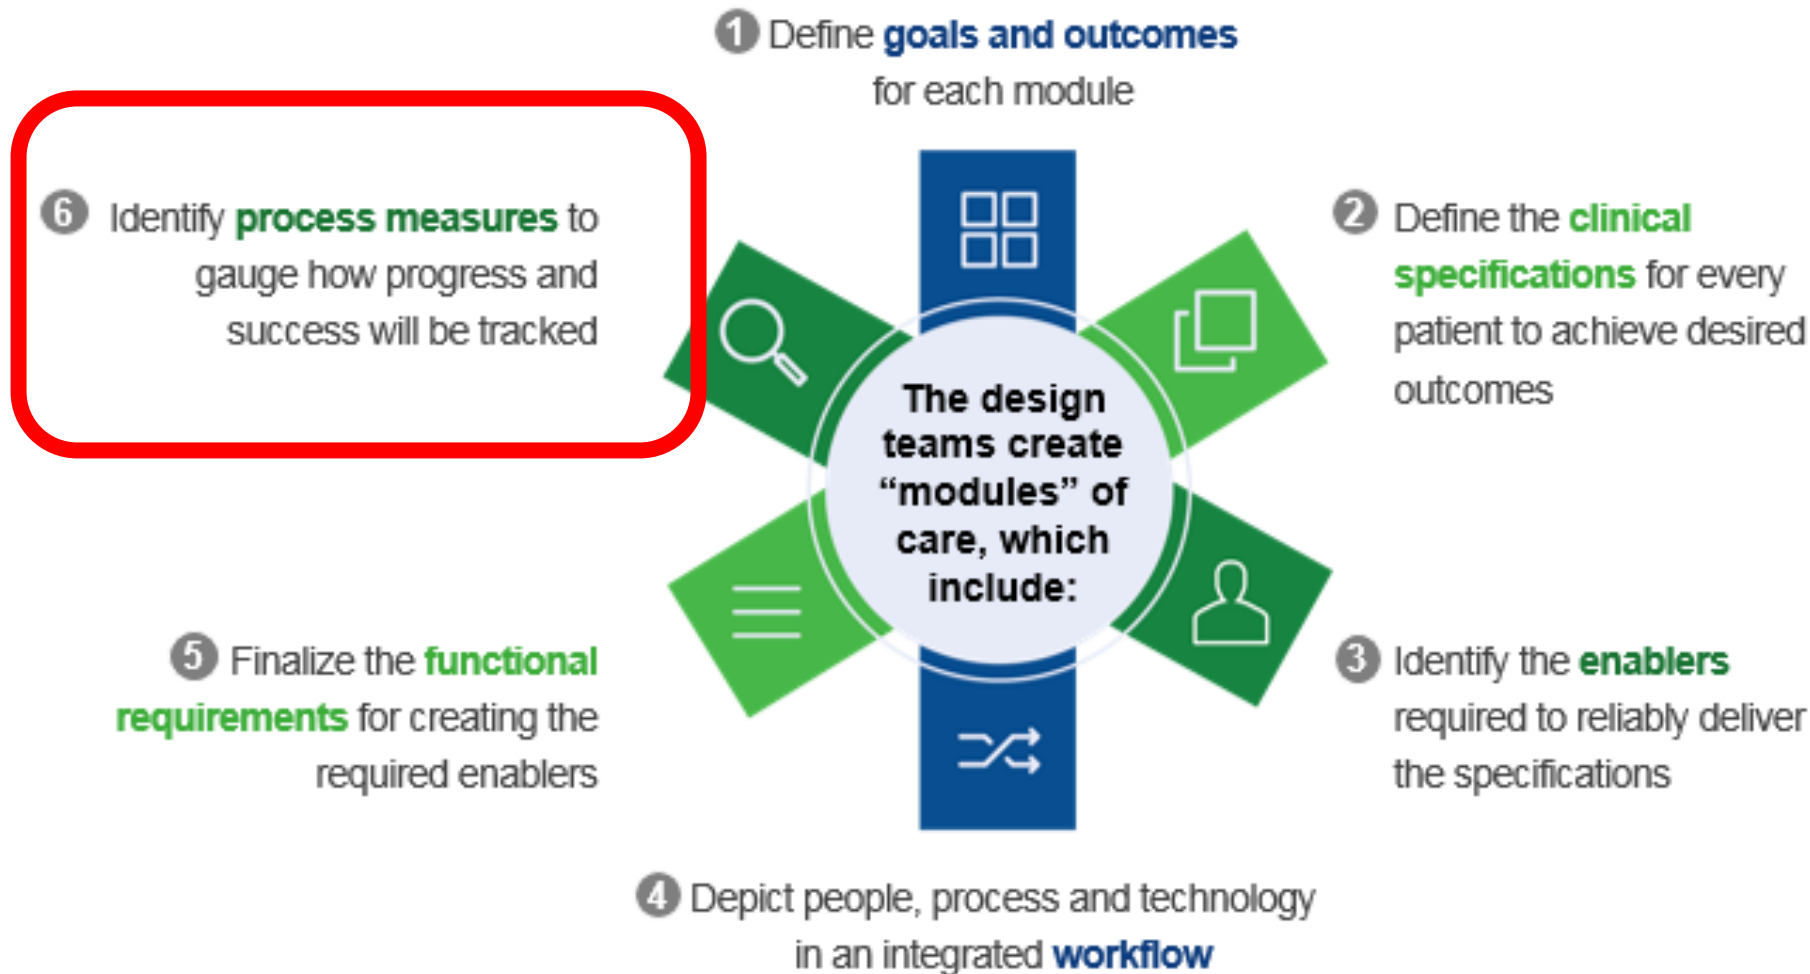 1 Define goals and outcomes
for each module
2 Define the clinical
specifications for every
patient to achieve desired
outcomes
3 Identify the enablers
required to reliably deliver
the specifications
4 Depict people, process and technology
in an integrated workflow
5 Finalize the functional
requirements for creating the
required enablers
6 Identify process measures to
gauge how progress and
success will be tracked
The design
teams create
“modules” of
care, which
include: